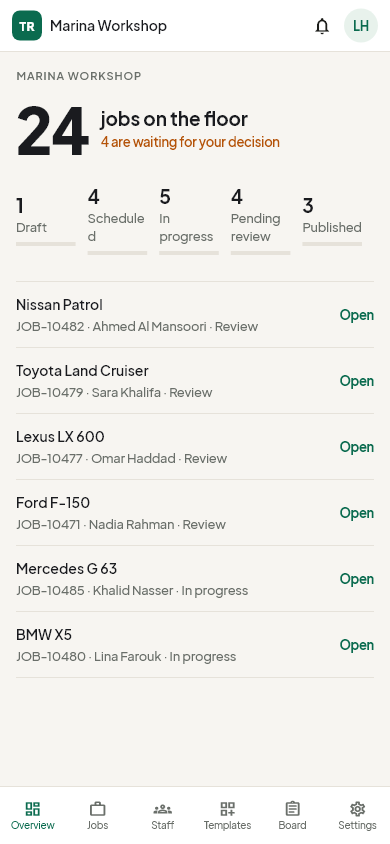 TR Marina Workshop LH
MARINA WORKSHOP
24 jobs on the floor
4 are waiting for your decision
1
Draft
4
Schedule
d
5
In
progress
4
Pending
review
3
Published
Nissan Patrol
JOB-10482 · Ahmed Al Mansoori · Review
Open
Toyota Land Cruiser
JOB-10479 · Sara Khalifa · Review
Open
Lexus LX 600
JOB-10477 · Omar Haddad · Review
Open
Ford F-150
JOB-10471 · Nadia Rahman · Review
Open
Mercedes G 63
JOB-10485 · Khalid Nasser · In progress
Open
BMW X5
JOB-10480 · Lina Farouk · In progress
Open
Overview Jobs Staff Templates Board Settings